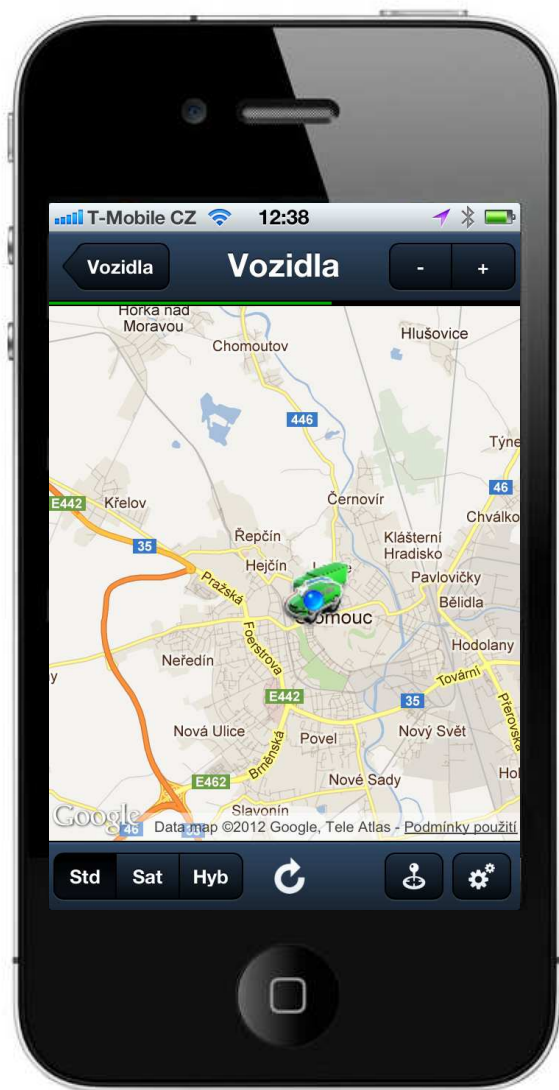 T-Mobile CZ 12:38
Vozidla Vozidla - +
Horka nad
Moravou
Chomoutov
Hlušovice
446
Týne
46
E442 Křelov
Černovír
Chválko
35
Řepčín
Klášterní
Hradisko
Hejčín
Pavlovičky
Pražská
Bělidla
Olomouc
Foerstrova
Hodolany
Neředín
Tovární
E442
35
Přerovská
Nová Ulice
Povel
Nový Svět
Brněnská
E462
Nové Sady
Hol
Slavonín
Google
46
Data map ©2012 Google, Tele Atlas - Podmínky použití
Std Sat Hyb